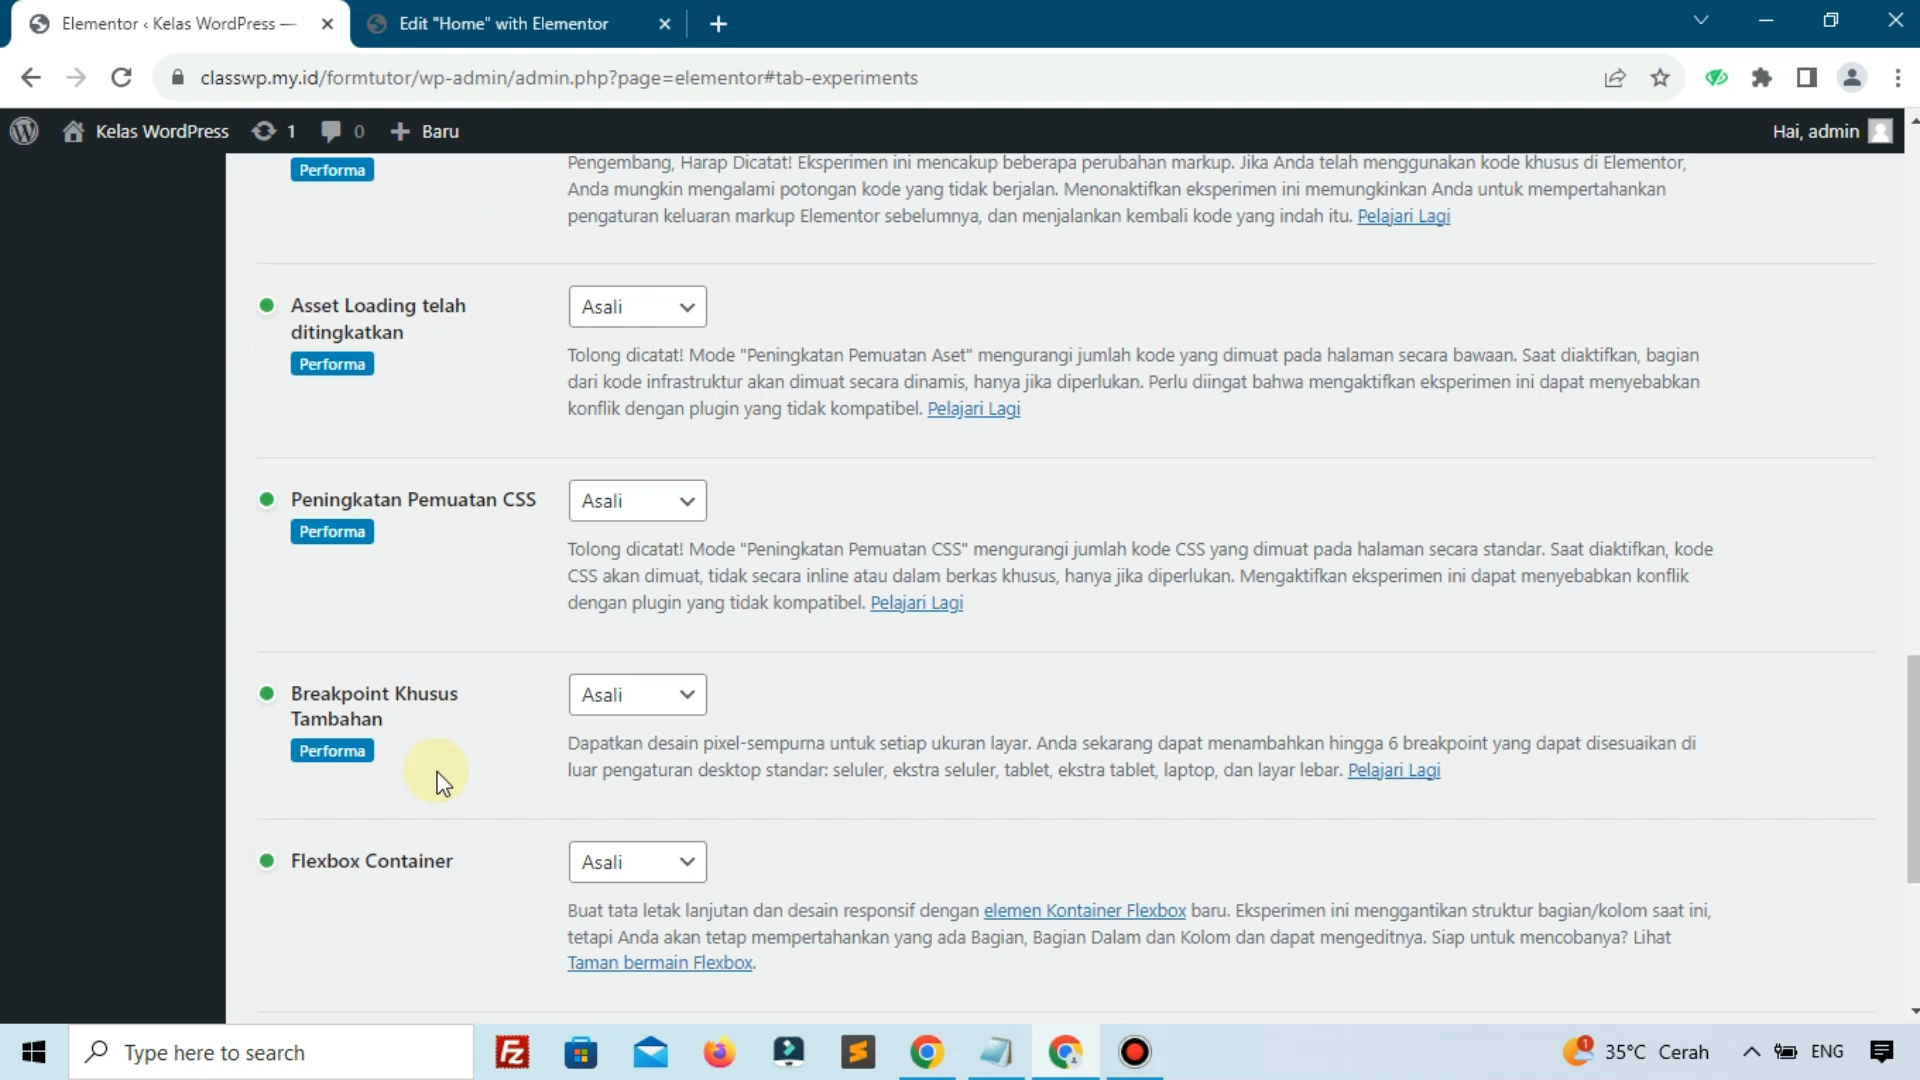 Elementor ‹ Kelas WordPress —
Edit "Home" with Elementor
classwp.my.id/formtutor/wp-admin/admin.php?page=elementor#tab-experiments
Kelas WordPress 1 0 Baru
Hai, admin
Performa
Pengembang, Harap Dicatat! Eksperimen ini mencakup beberapa perubahan markup. Jika Anda telah menggunakan kode khusus di Elementor,
Anda mungkin mengalami potongan kode yang tidak berjalan. Menonaktifkan eksperimen ini memungkinkan Anda untuk mempertahankan
pengaturan keluaran markup Elementor sebelumnya, dan menjalankan kembali kode yang indah itu. Pelajari Lagi
Asset Loading telah
ditingkatkan
Performa
Asali
Tolong dicatat! Mode "Peningkatan Pemuatan Aset" mengurangi jumlah kode yang dimuat pada halaman secara bawaan. Saat diaktifkan, bagian
dari kode infrastruktur akan dimuat secara dinamis, hanya jika diperlukan. Perlu diingat bahwa mengaktifkan eksperimen ini dapat menyebabkan
konflik dengan plugin yang tidak kompatibel. Pelajari Lagi
Peningkatan Pemuatan CSS
Performa
Asali
Tolong dicatat! Mode "Peningkatan Pemuatan CSS" mengurangi jumlah kode CSS yang dimuat pada halaman secara standar. Saat diaktifkan, kode
CSS akan dimuat, tidak secara inline atau dalam berkas khusus, hanya jika diperlukan. Mengaktifkan eksperimen ini dapat menyebabkan konflik
dengan plugin yang tidak kompatibel. Pelajari Lagi
Breakpoint Khusus
Tambahan
Performa
Asali
Dapatkan desain pixel-sempurna untuk setiap ukuran layar. Anda sekarang dapat menambahkan hingga 6 breakpoint yang dapat disesuaikan di
luar pengaturan desktop standar: seluler, ekstra seluler, tablet, ekstra tablet, laptop, dan layar lebar. Pelajari Lagi
Flexbox Container
Asali
Buat tata letak lanjutan dan desain responsif dengan elemen Kontainer Flexbox baru. Eksperimen ini menggantikan struktur bagian/kolom saat ini,
tetapi Anda akan tetap mempertahankan yang ada Bagian, Bagian Dalam dan Kolom dan dapat mengeditnya. Siap untuk mencobanya? Lihat
Taman bermain Flexbox.
Type here to search
Fz
1
35°C Cerah
ENG